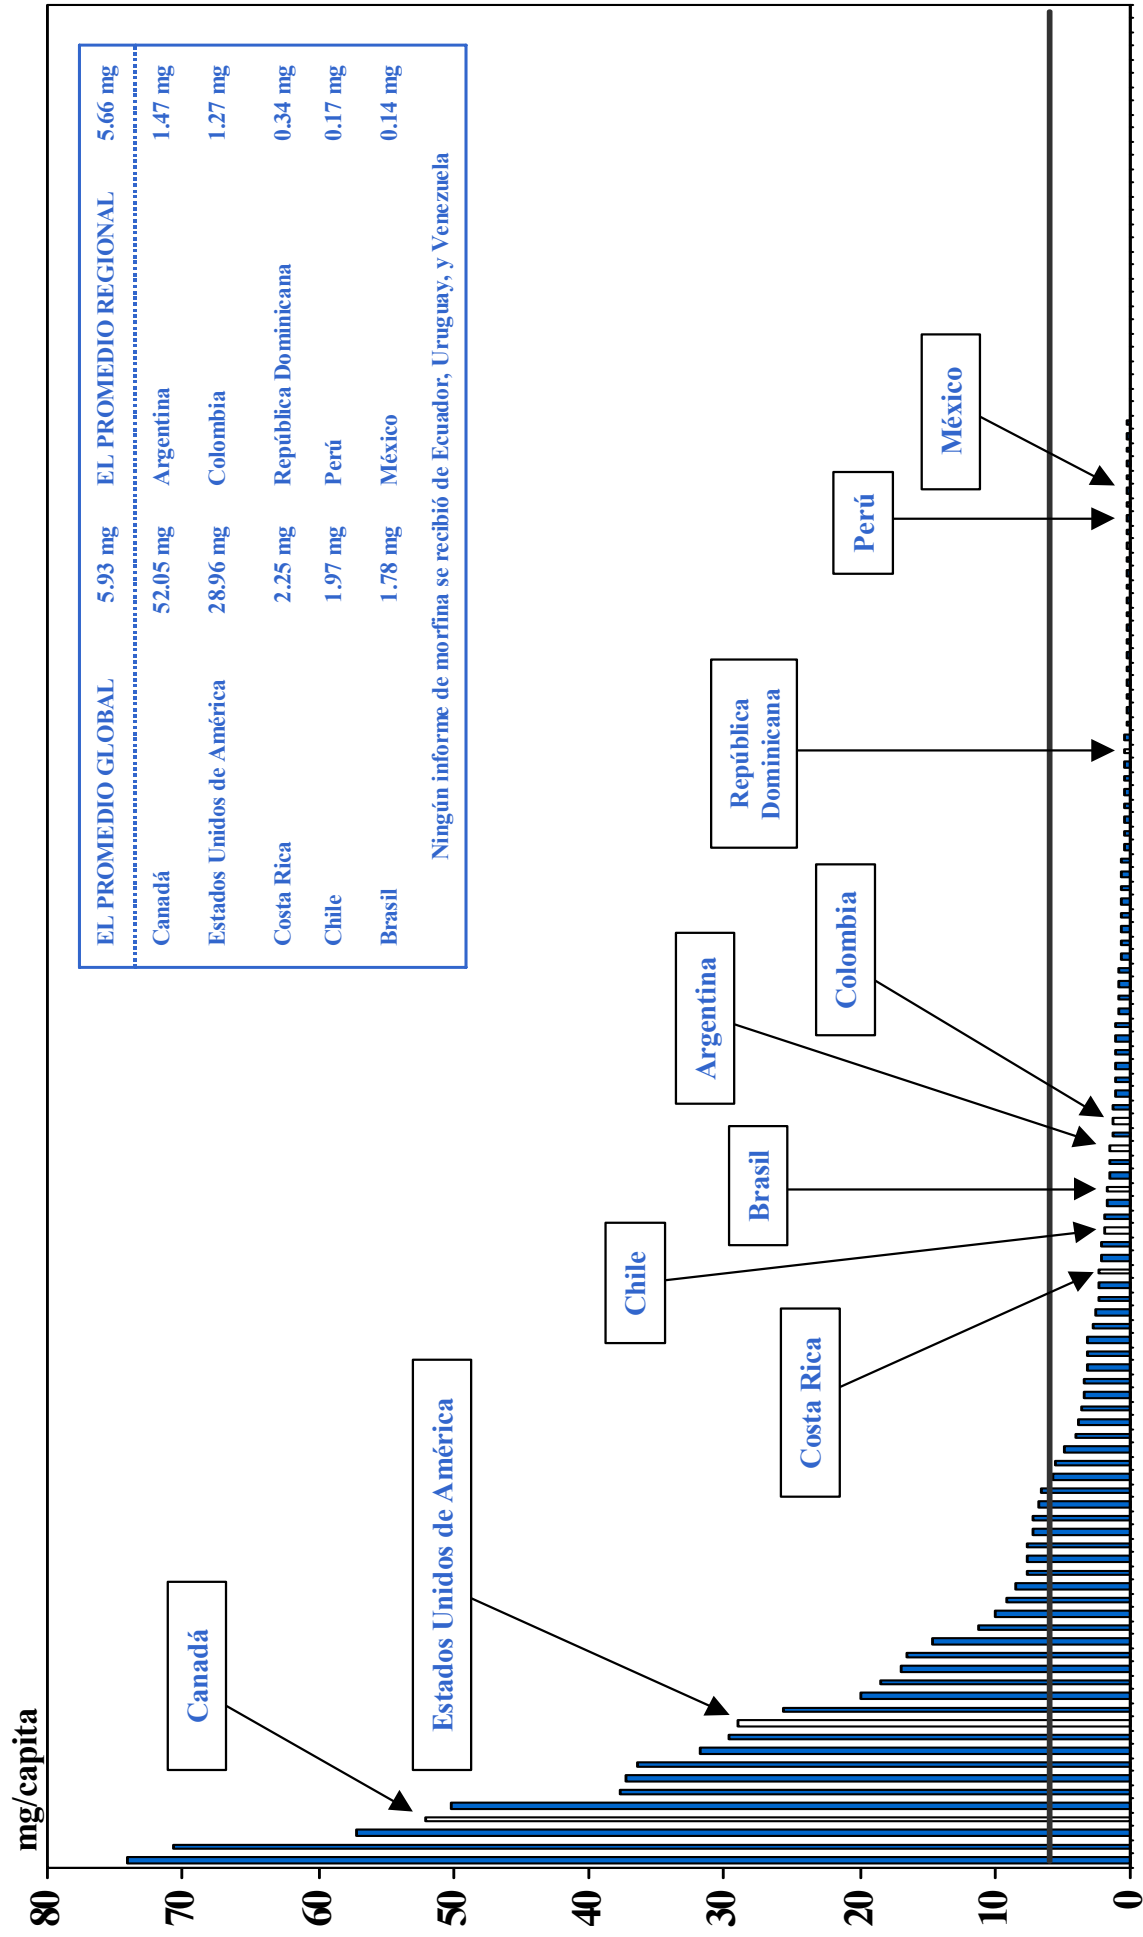 mg/capita
80
70
60
50
40
30
20
10
0
EL PROMEDIO GLOBAL 5.93 mg EL PROMEDIO REGIONAL 5.66 mg
Canadá 52.05 mg Argentina 1.47 mg
Estados Unidos de América 28.96 mg Colombia 1.27 mg
Costa Rica 2.25 mg República Dominicana 0.34 mg
Chile 1.97 mg Perú 0.17 mg
Brasil 1.78 mg México 0.14 mg
Ningún informe de morfina se recibió de Ecuador, Uruguay, y Venezuela
Canadá
Estados Unidos de América
Costa Rica
Chile
Brasil
Argentina
Colombia
República
Dominicana
Perú
México